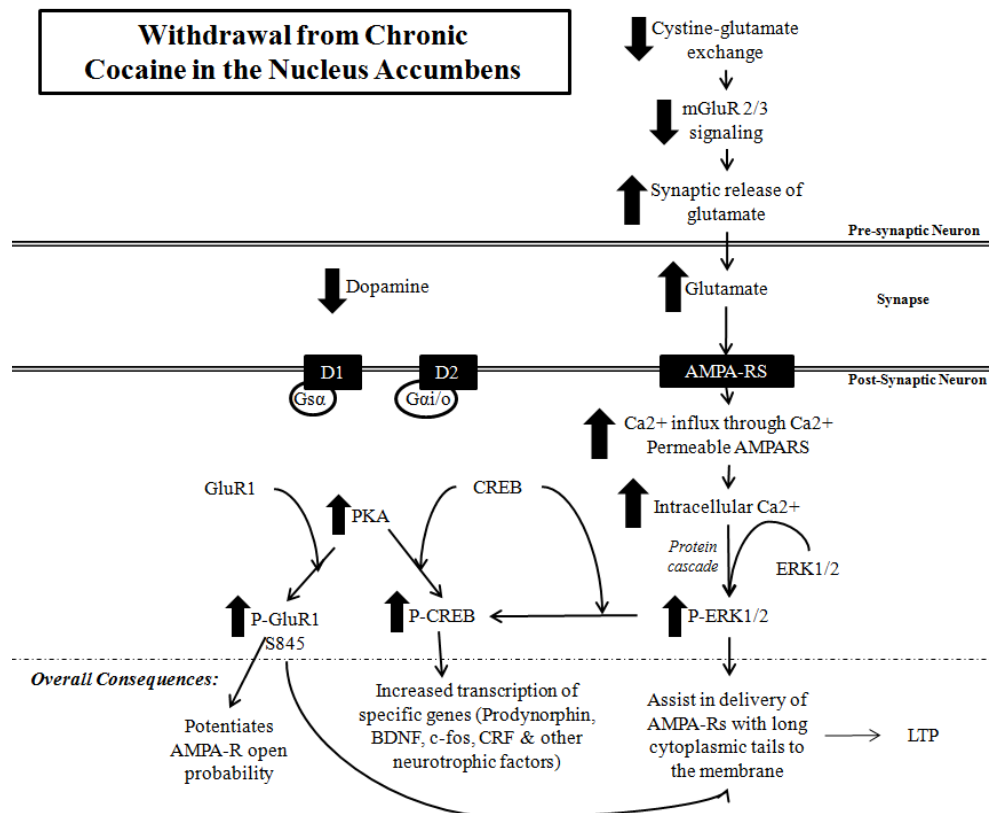 Withdrawal from Chronic
Cocaine in the Nucleus Accumbens
Cystine-glutamate
exchange
mGluR 2/3
signaling
Synaptic release of
glutamate
Pre-synaptic Neuron
Dopamine
Glutamate
Synapse
D1
D2
AMPA-RS
Post-Synaptic Neuron
Gsα
Gαi/o
Ca2+ influx through Ca2+
Permeable AMPARS
GluR1
CREB
PKA
Intracellular Ca2+
Protein
cascade
ERK1/2
P-GluR1
S845
P-CREB
P-ERK1/2
Overall Consequences:
Potentiates
AMPA-R open
probability
Increased transcription of
specific genes (Prodynorphin,
BDNF, c-fos, CRF & other
neurotrophic factors)
Assist in delivery of
AMPA-Rs with long
cytoplasmic tails to
the membrane
LTP